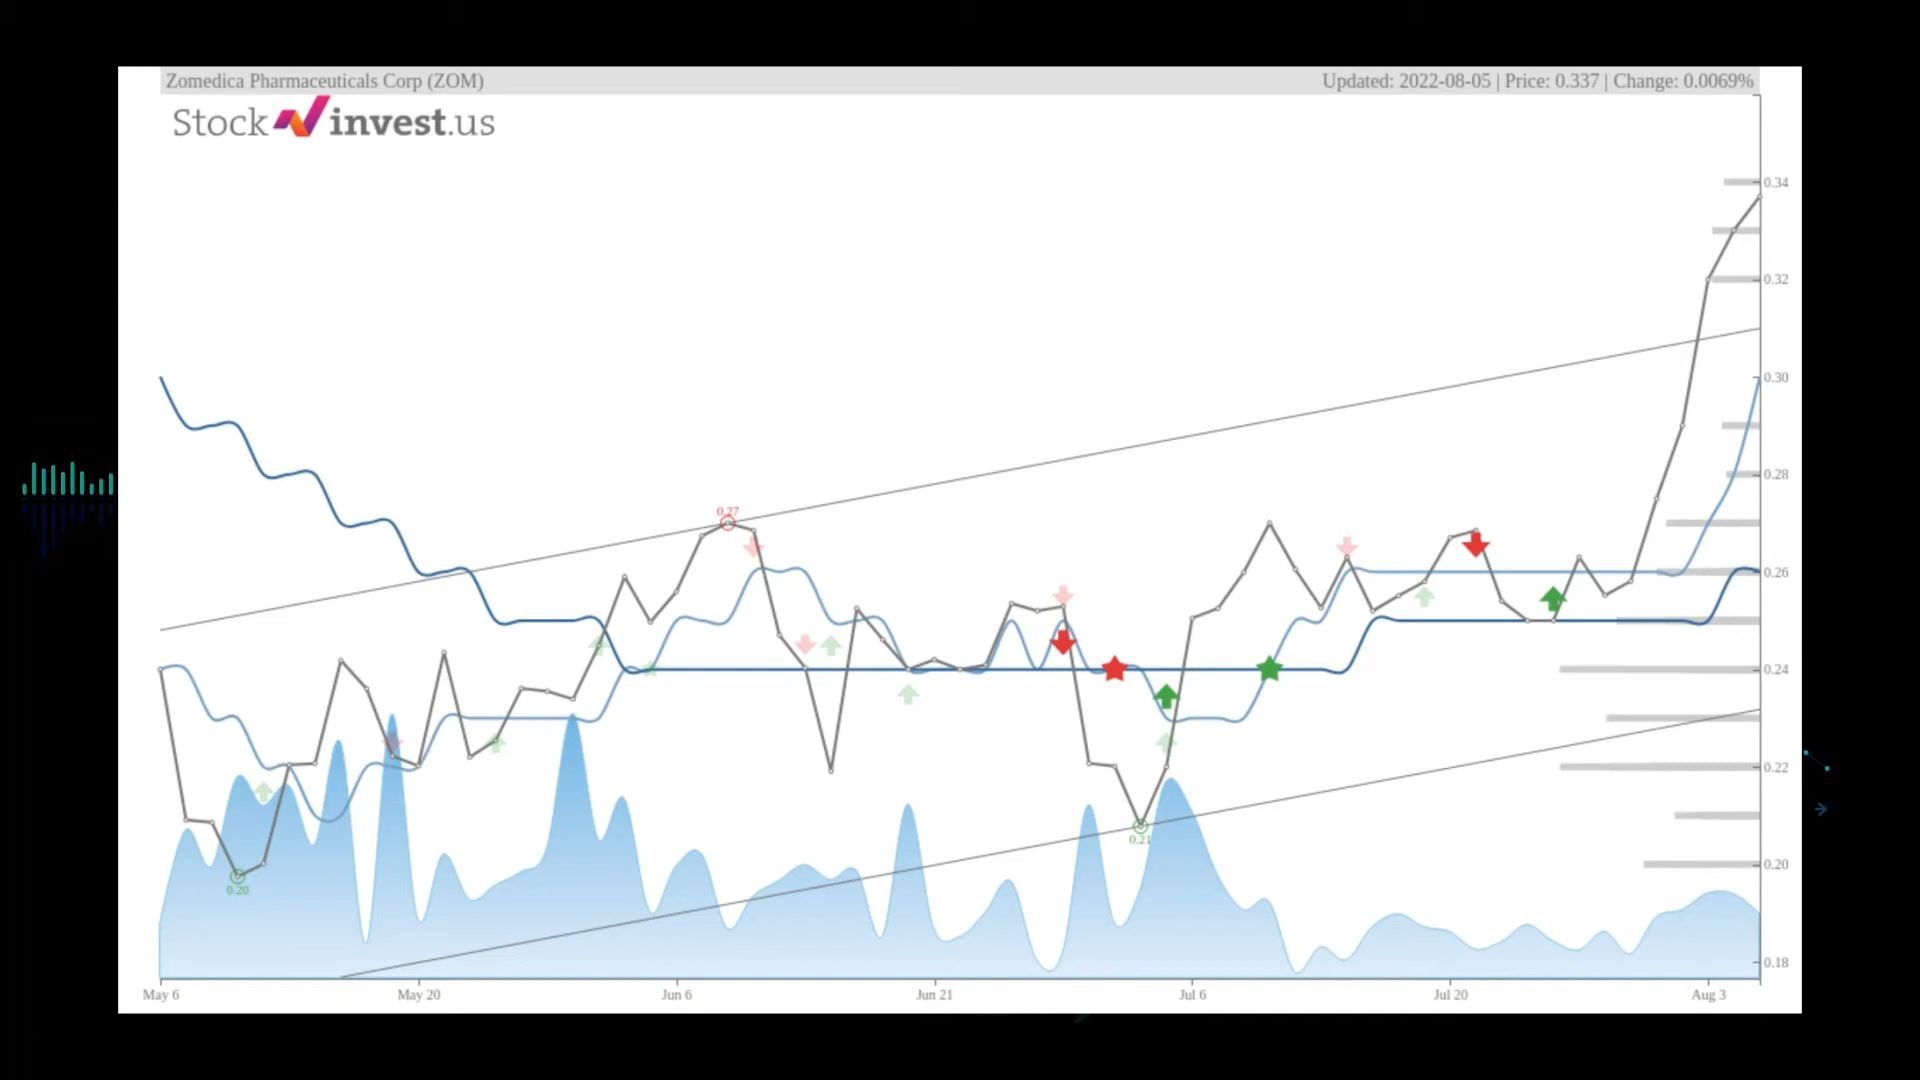 Zomedica Pharmaceuticals Corp (ZOM)
Updated: 2022-08-05 | Price: 0.337 | Change: 0.0069%
Stock invest.us
0.34
0.32
0.30
0.28
0.27
0.26
0.24
0.22
0.21
0.20
0.20
0.18
May 6
May 20
Jun 6
Jun 21
Jul 6
Jul 20
Aug 3